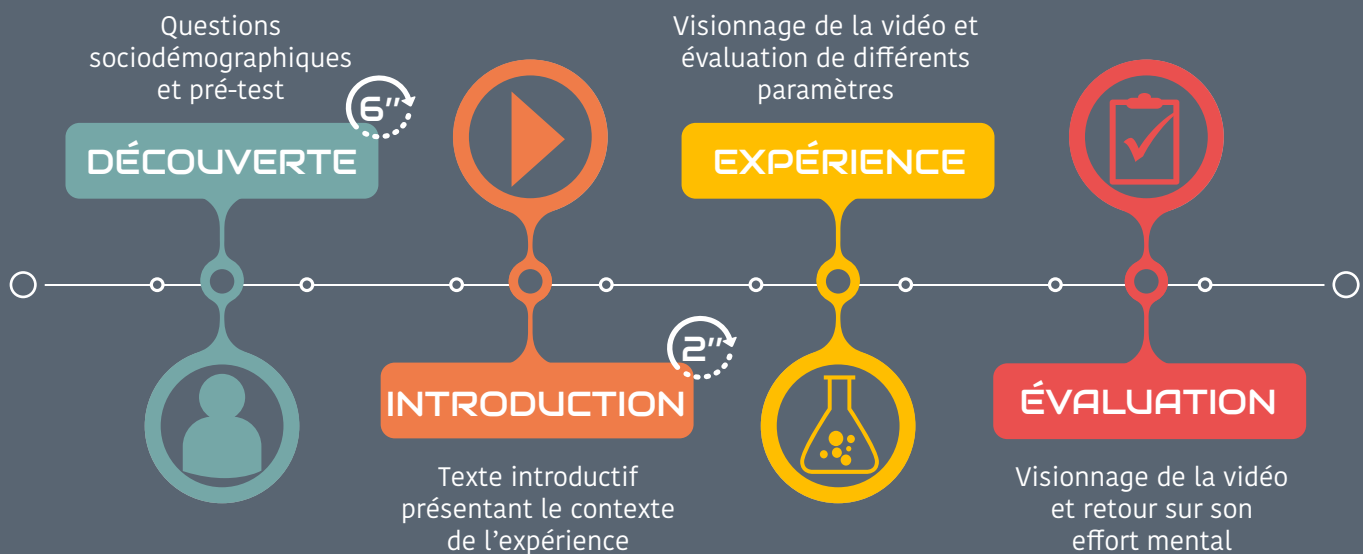 Questions
sociodémographiques
et pré-test
6''
DÉCOUVERTE
INTRODUCTION
2''
Texte introductif
présentant le contexte
de l'expérience
Visionnage de la vidéo et
évaluation de différents
paramètres
EXPÉRIENCE
ÉVALUATION
Visionnage de la vidéo
et retour sur son
effort mental